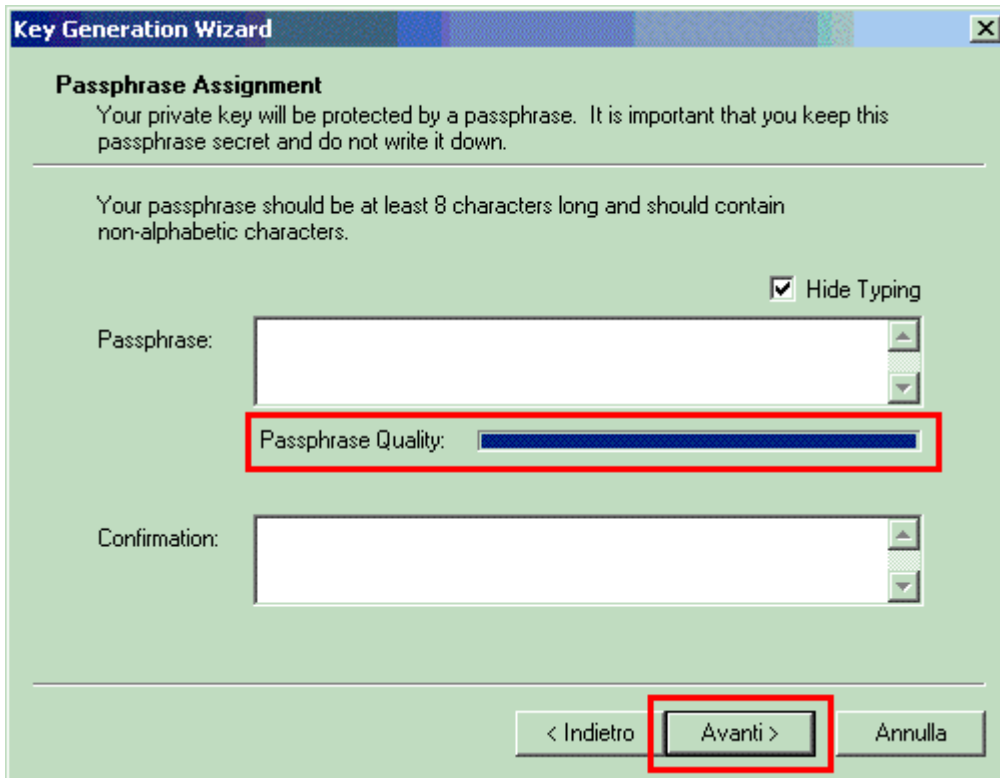 Key Generation Wizard
Passphrase Assignment
Your private key will be protected by a passphrase. It is important that you keep this
passphrase secret and do not write it down.
Your passphrase should be at least 8 characters long and should contain
non-alphabetic characters.
Hide Typing
Passphrase:
Passphrase Quality:
Confirmation:
< Indietro
Avanti >
Annulla